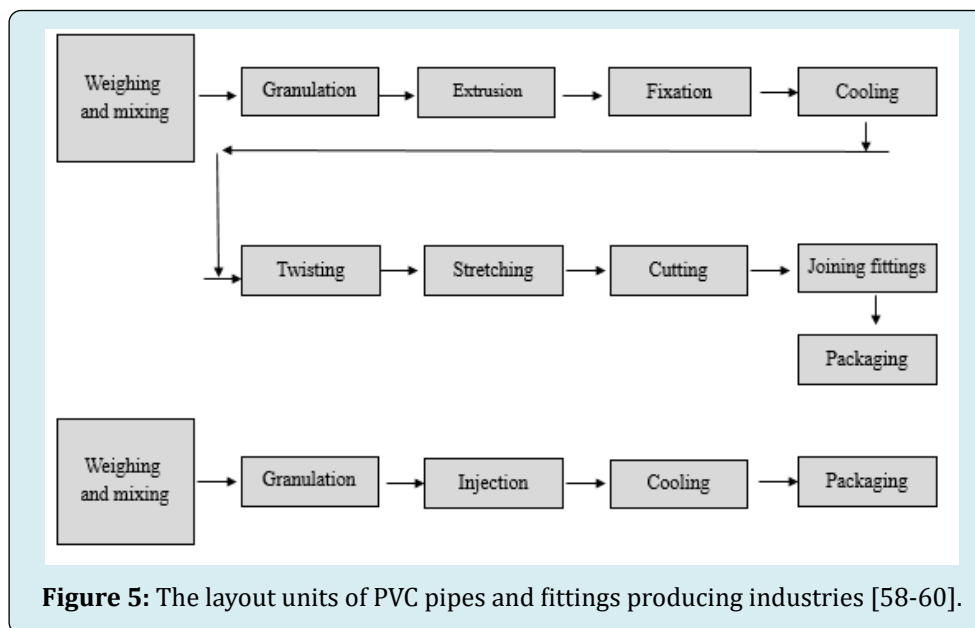 Weighing
and mixing
Granulation
Extrusion
Fixation
Cooling
Twisting
Stretching
Cutting
Joining fittings
Packaging
Weighing
and mixing
Granulation
Injection
Cooling
Packaging
Figure 5: The layout units of PVC pipes and fittings producing industries [58-60].